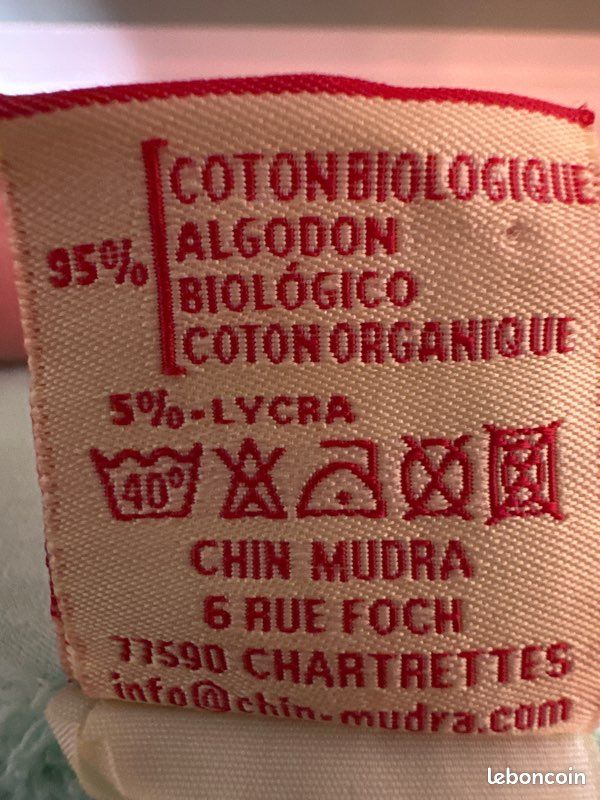 COTON BIOLOGIQUE
ALGODON
95%
BIOLÓGICO
COTON ORGANIQUE
5%-LYCRA
40°
CHIN MUDRA
6 RUE FOCH
77590 CHARTRETTES
info@chin-mudra.com
leboncoin